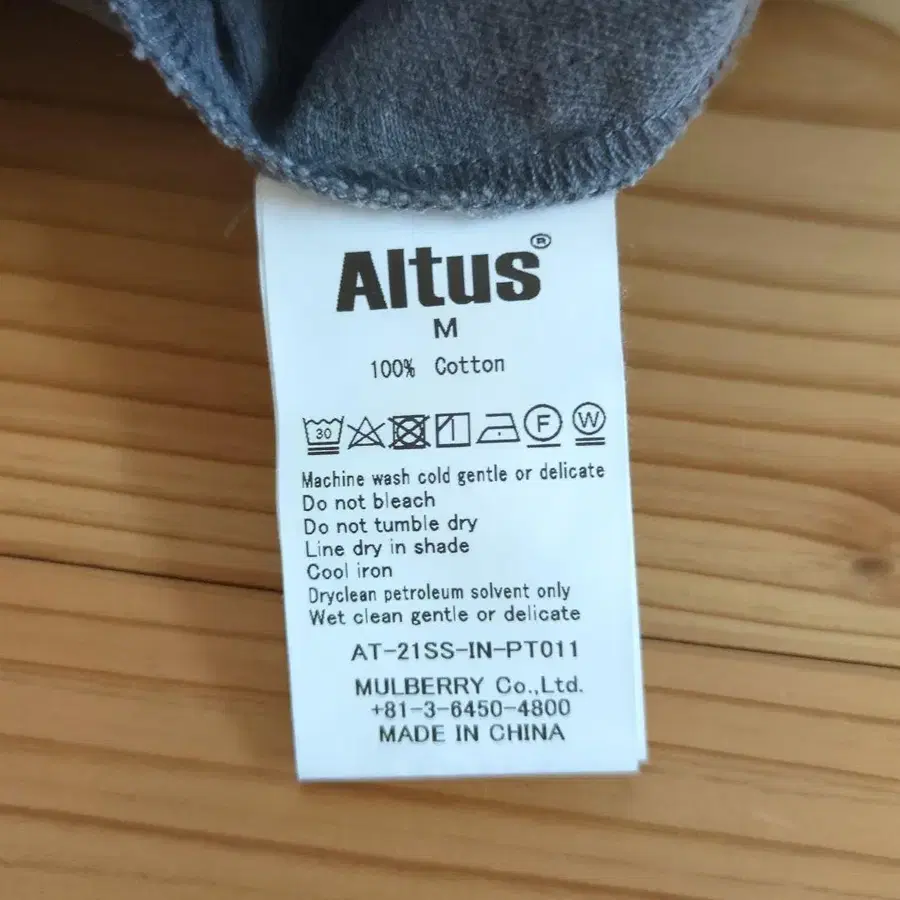 Altus®
M
100% Cotton
30 F W
Machine wash cold gentle or delicate
Do not bleach
Do not tumble dry
Line dry in shade
Cool iron
Dryclean petroleum solvent only
Wet clean gentle or delicate
AT-21SS-IN-PT011
MULBERRY Co.,Ltd.
+81-3-6450-4800
MADE IN CHINA